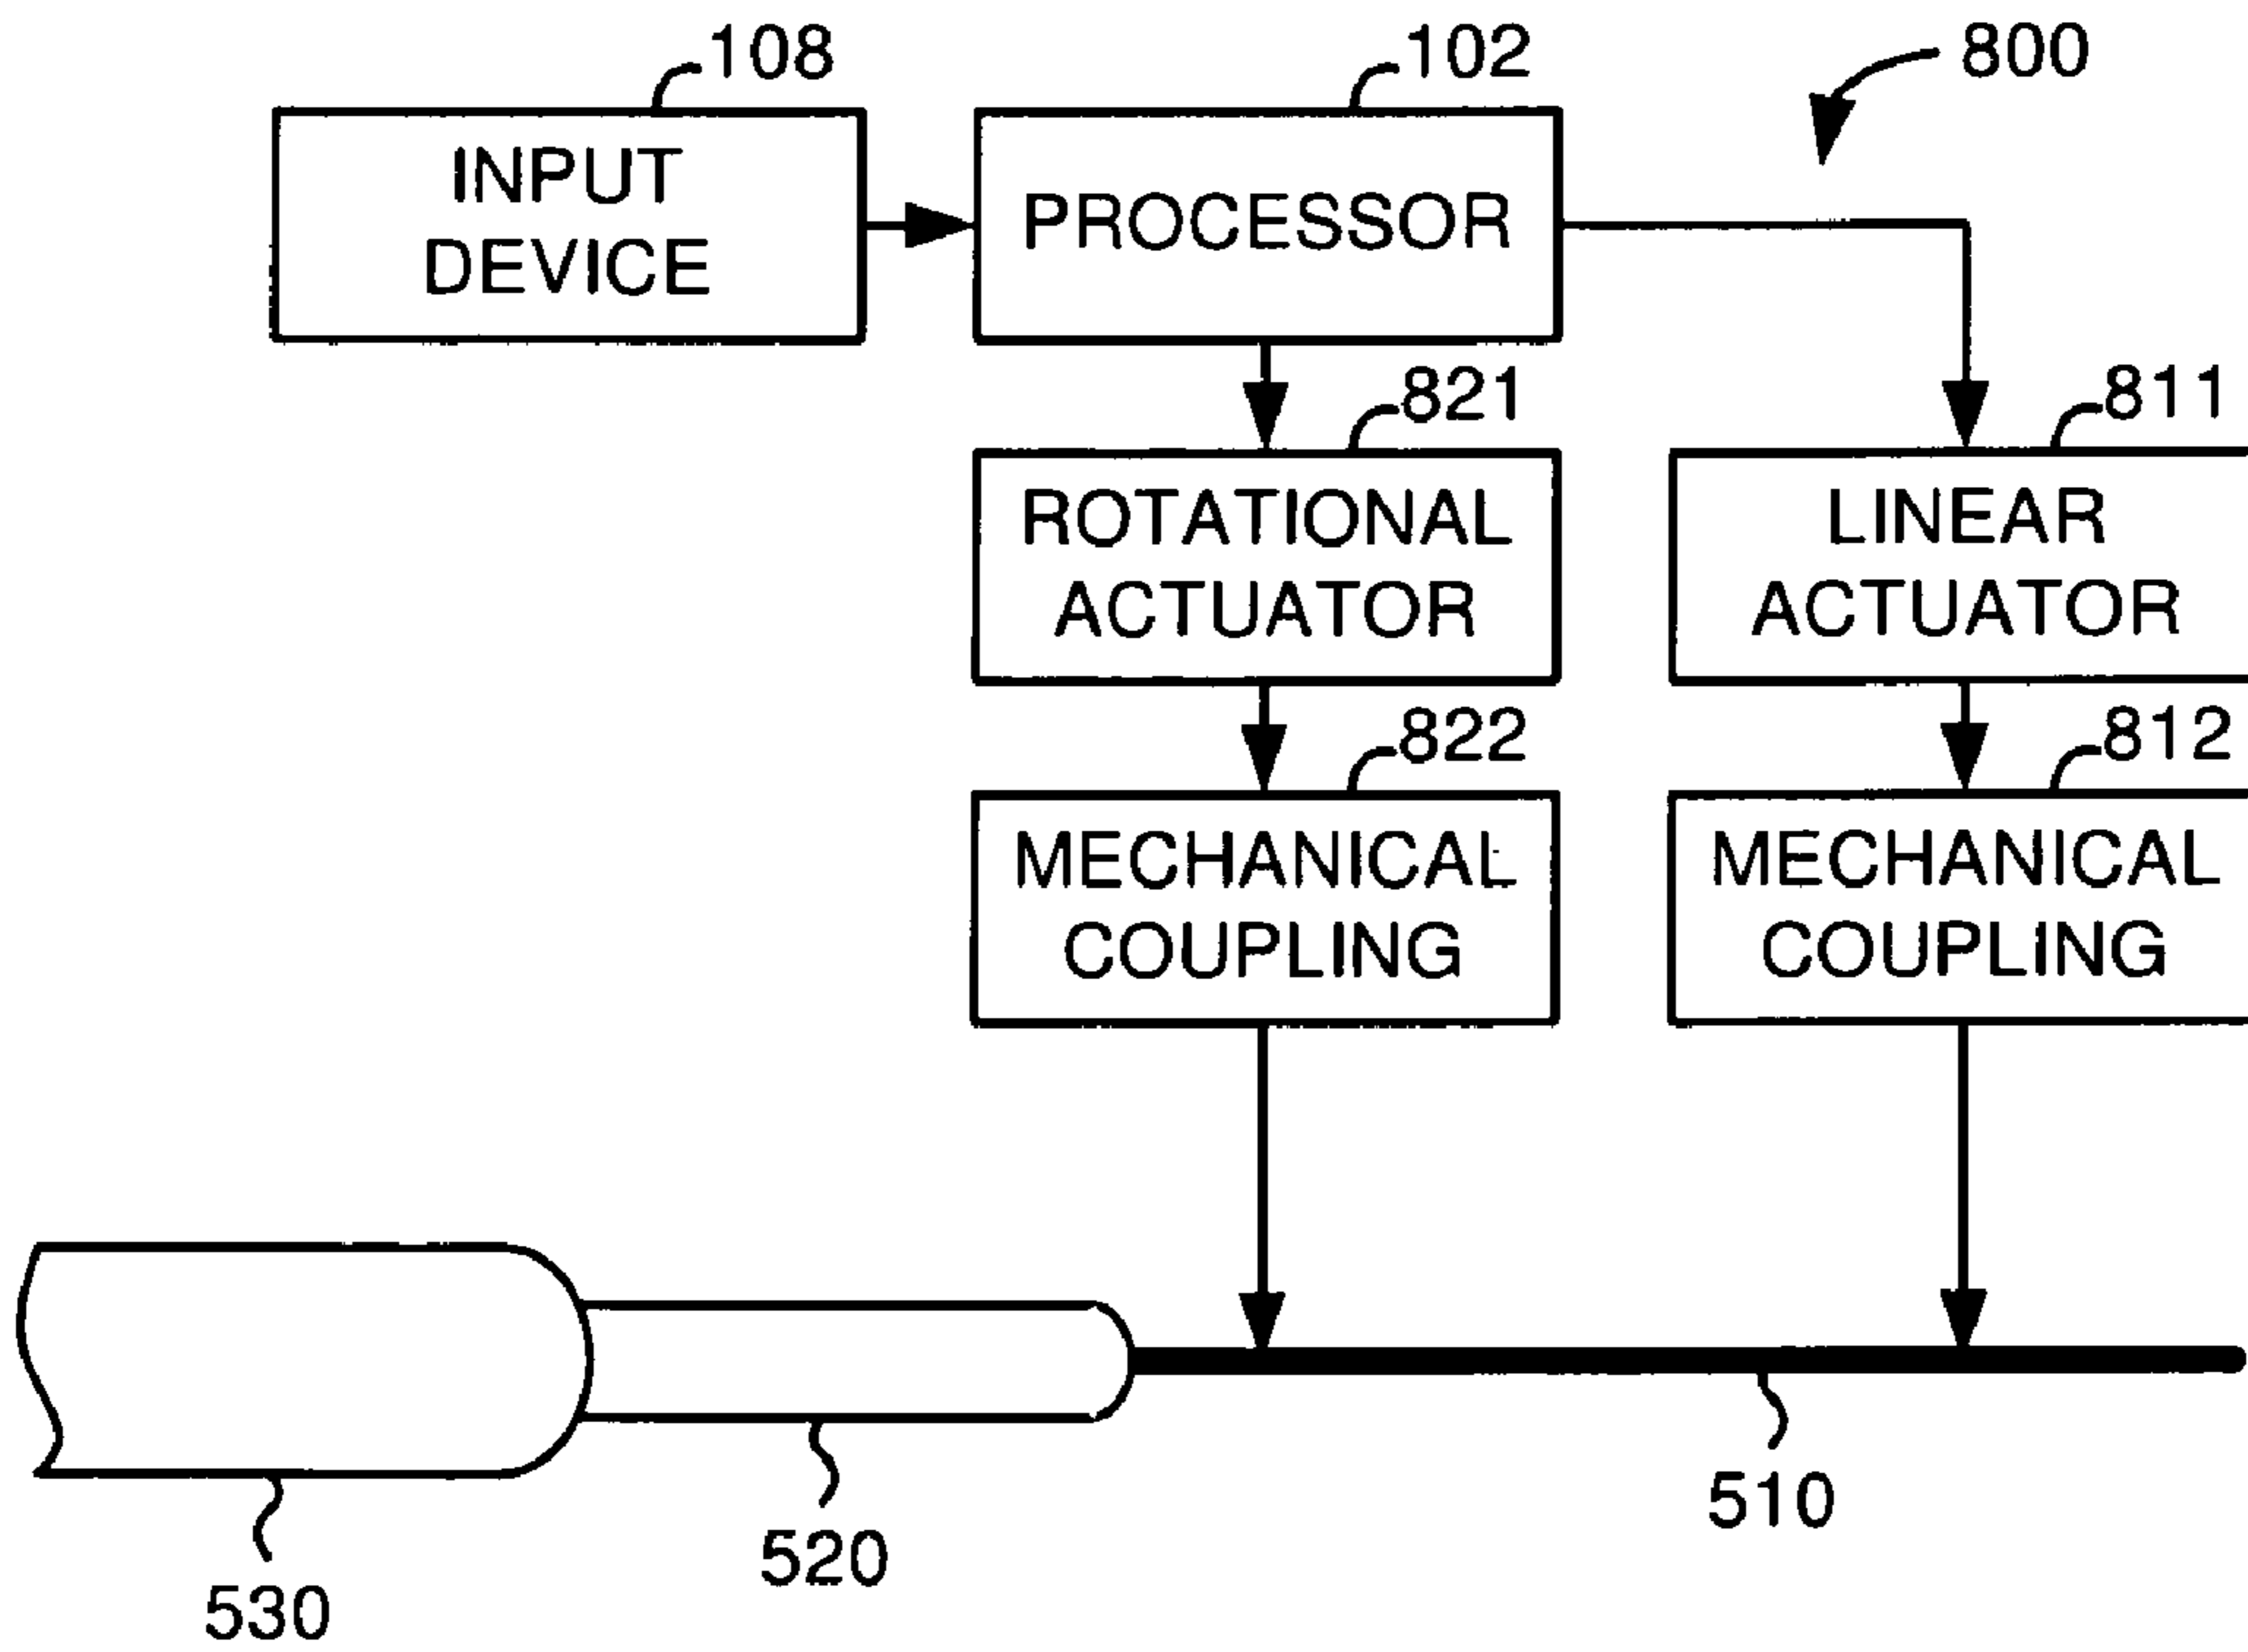 108
102
800
INPUT
DEVICE
PROCESSOR
821
811
ROTATIONAL
ACTUATOR
LINEAR
ACTUATOR
822
812
MECHANICAL
COUPLING
MECHANICAL
COUPLING
510
520
530